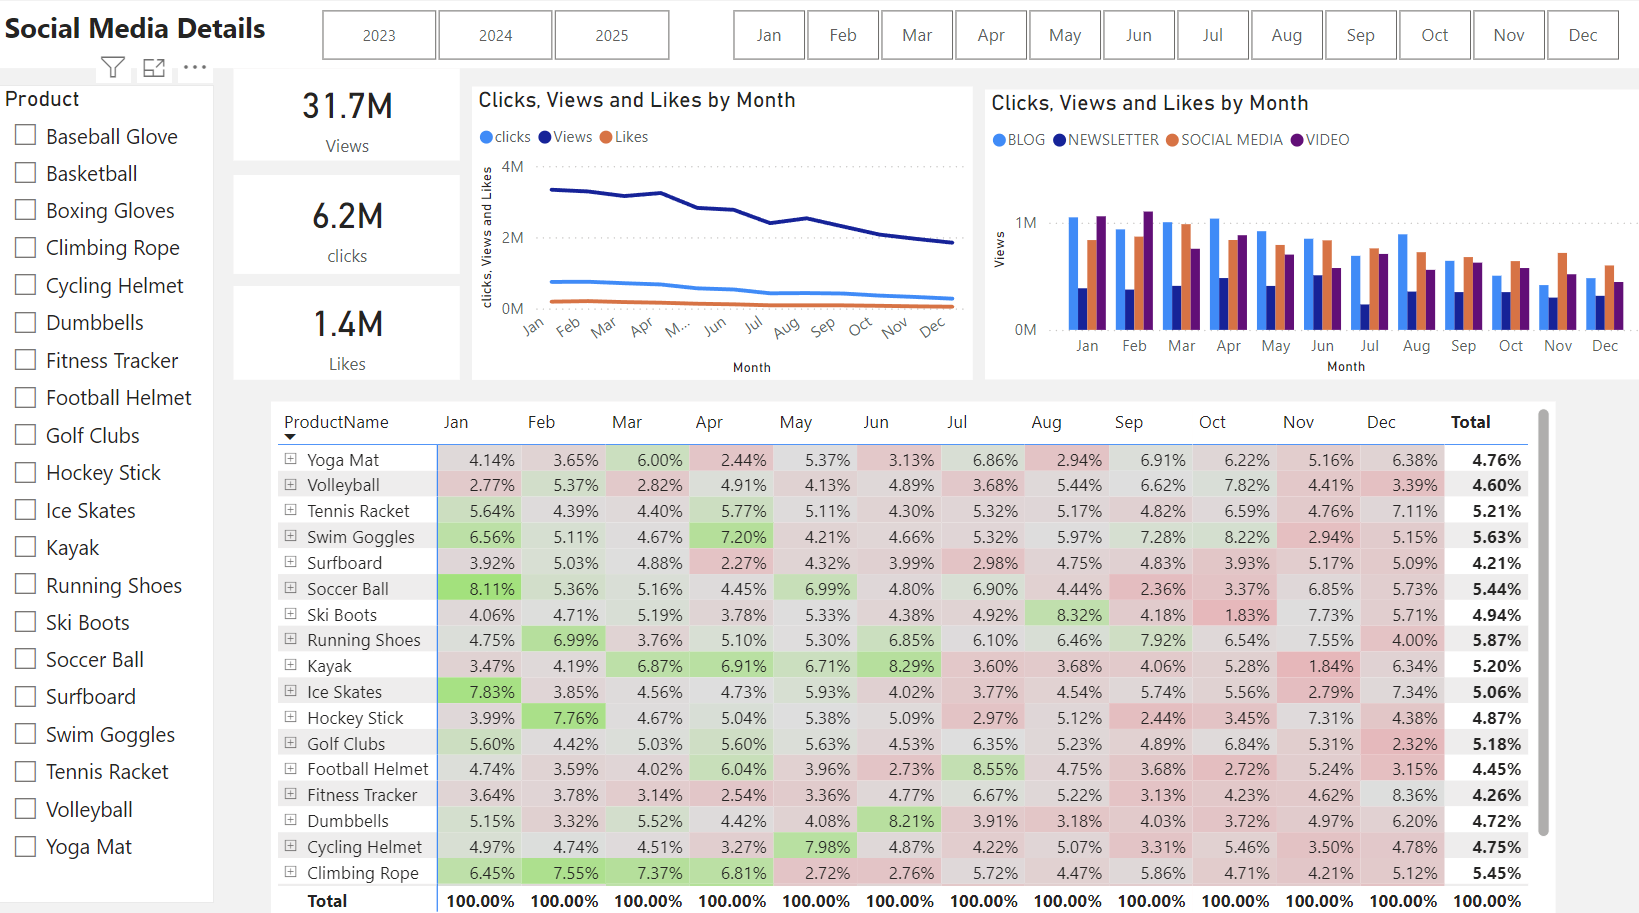 Social Media Details
2023 2024 2025
Jan Feb Mar Apr May Jun Jul Aug Sep Oct Nov Dec
Product
Baseball Glove
Basketball
Boxing Gloves
Climbing Rope
Cycling Helmet
Dumbbells
Fitness Tracker
Football Helmet
Golf Clubs
Hockey Stick
Ice Skates
Kayak
Running Shoes
Ski Boots
Soccer Ball
Surfboard
Swim Goggles
Tennis Racket
Volleyball
Yoga Mat
31.7M
Views
6.2M
clicks
1.4M
Likes
Clicks, Views and Likes by Month
clicks Views Likes
clicks, Views and Likes
4M
2M
0M
Jan Feb Mar Apr M... Jun Jul Aug Sep Oct Nov Dec
Month
Clicks, Views and Likes by Month
BLOG NEWSLETTER SOCIAL MEDIA VIDEO
Views
1M
0M
Jan Feb Mar Apr May Jun Jul Aug Sep Oct Nov Dec
Month
ProductName Jan Feb Mar Apr May Jun Jul Aug Sep Oct Nov Dec Total
Yoga Mat 4.14% 3.65% 6.00% 2.44% 5.37% 3.13% 6.86% 2.94% 6.91% 6.22% 5.16% 6.38% 4.76%
Volleyball 2.77% 5.37% 2.82% 4.91% 4.13% 4.89% 3.68% 5.44% 6.62% 7.82% 4.41% 3.39% 4.60%
Tennis Racket 5.64% 4.39% 4.40% 5.77% 5.11% 4.30% 5.32% 5.17% 4.82% 6.59% 4.76% 7.11% 5.21%
Swim Goggles 6.56% 5.11% 4.67% 7.20% 4.21% 4.66% 5.32% 5.97% 7.28% 8.22% 2.94% 5.15% 5.63%
Surfboard 3.92% 5.03% 4.88% 2.27% 4.32% 3.99% 2.98% 4.75% 4.83% 3.93% 5.17% 5.09% 4.21%
Soccer Ball 8.11% 5.36% 5.16% 4.45% 6.99% 4.80% 6.90% 4.44% 2.36% 3.37% 6.85% 5.73% 5.44%
Ski Boots 4.06% 4.71% 5.19% 3.78% 5.33% 4.38% 4.92% 8.32% 4.18% 1.83% 7.73% 5.71% 4.94%
Running Shoes 4.75% 6.99% 3.76% 5.10% 5.30% 6.85% 6.10% 6.46% 7.92% 6.54% 7.55% 4.00% 5.87%
Kayak 3.47% 4.19% 6.87% 6.91% 6.71% 8.29% 3.60% 3.68% 4.06% 5.28% 1.84% 6.34% 5.20%
Ice Skates 7.83% 3.85% 4.56% 4.73% 5.93% 4.02% 3.77% 4.54% 5.74% 5.56% 2.79% 7.34% 5.06%
Hockey Stick 3.99% 7.76% 4.67% 5.04% 5.38% 5.09% 2.97% 5.12% 2.44% 3.45% 7.31% 4.38% 4.87%
Golf Clubs 5.60% 4.42% 5.03% 5.60% 5.63% 4.53% 6.35% 5.23% 4.89% 6.84% 5.31% 2.32% 5.18%
Football Helmet 4.74% 3.59% 4.02% 6.04% 3.96% 2.73% 8.55% 4.75% 3.68% 2.72% 5.24% 3.15% 4.45%
Fitness Tracker 3.64% 3.78% 3.14% 2.54% 3.36% 4.77% 6.67% 5.22% 3.13% 4.23% 4.62% 8.36% 4.26%
Dumbbells 5.15% 3.32% 5.52% 4.42% 4.08% 8.21% 3.91% 3.18% 4.03% 3.72% 4.97% 6.20% 4.72%
Cycling Helmet 4.97% 4.74% 4.51% 3.27% 7.98% 4.87% 4.22% 5.07% 3.31% 5.46% 3.50% 4.78% 4.75%
Climbing Rope 6.45% 7.55% 7.37% 6.81% 2.72% 2.76% 5.72% 4.47% 5.86% 4.71% 4.21% 5.12% 5.45%
Total 100.00% 100.00% 100.00% 100.00% 100.00% 100.00% 100.00% 100.00% 100.00% 100.00% 100.00% 100.00% 100.00%